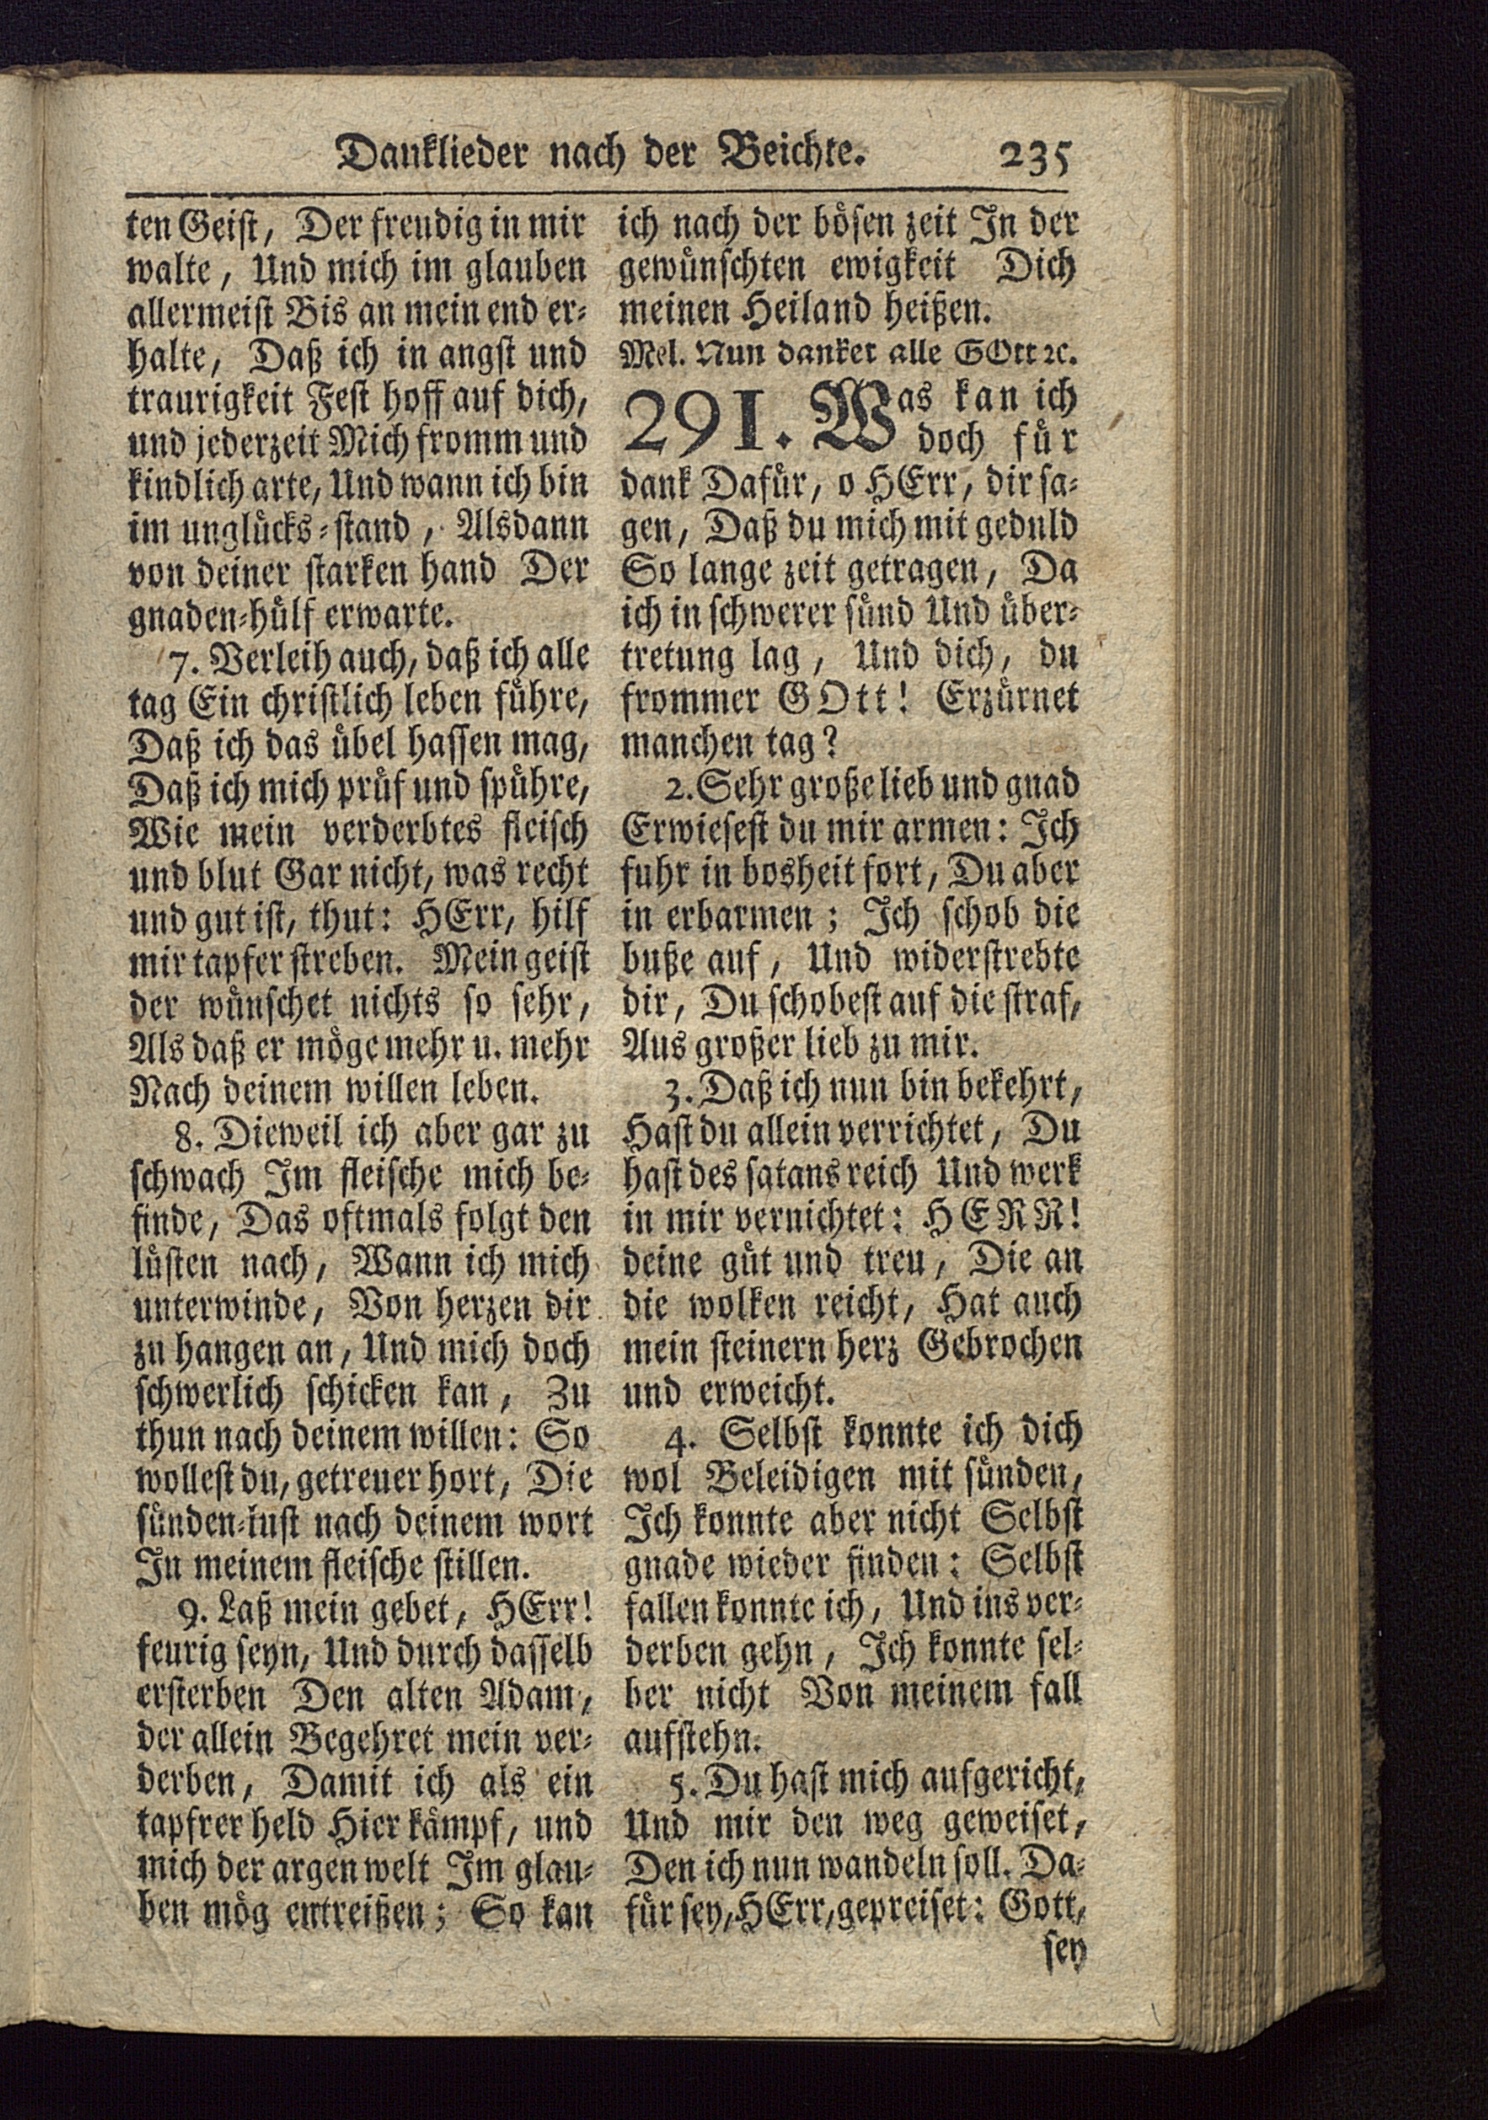 Danklieder nach der Beichte. 235
ten Geist, Der freudig in mir
walte, Und mich im glauben
allermeist Bis an mein end er-
halte, Daß ich in angst und
traurigkeit Fest hoff auf dich,
und jederzeit Mich fromm und
kindlich arte, Und wann ich bin
im unglücks-stand, Alsdann
von deiner starken hand Der
gnaden-hülf erwarte.
7. Verleih auch, daß ich alle
tag Ein christlich leben führe,
Daß ich das übel hassen mag,
Daß ich mich prüf und spühre,
Wie mein verderbtes fleisch
und blut Gar nicht, was recht
und gut ist, thut: HErr, hilf
mir tapfer streben. Mein geist
der wünschet nichts so sehr,
Als daß er möge mehr u. mehr
Nach deinem willen leben.
8. Dieweil ich aber gar zu
schwach Im fleische mich be-
finde, Das oftmals folgt den
lüsten nach, Wann ich mich
unterwinde, Von herzen dir
zu hangen an, Und mich doch
schwerlich schicken kan, Zu
thun nach deinem willen: So
wollest du, getreuer hort, Die
sünden-lust nach deinem wort
In meinem fleische stillen.
9. Laß mein gebet, HErr!
feurig seyn, Und durch dasselb
ersterben Den alten Adam,
der allein Begehret mein ver-
derben, Damit ich als ein
tapfrer held Hier kämpf, und
mich der argen welt Im glau-
ben mög entreißen; So kan
ich nach der bösen zeit In der
gewünschten ewigkeit Dich
meinen Heiland heißen.
Mel. Nun danket alle GOtt ꝛc.
291. Was kan ich
doch für
dank Dafür, o HErr, dir sa-
gen, Daß du mich mit geduld
So lange zeit getragen, Da
ich in schwerer sünd Und über-
tretung lag, Und dich, du
frommer GOtt! Erzürnet
manchen tag?
2. Sehr große lieb und gnad
Erwiesest du mir armen: Ich
fuhr in bosheit fort, Du aber
in erbarmen; Ich schob die
buße auf, Und widerstrebte
dir, Du schobest auf die straf,
Aus großer lieb zu mir.
3. Daß ich nun bin bekehrt,
Hast du allein verrichtet, Du
hast des satans reich Und werk
in mir vernichtet: HERR!
deine güt und treu, Die an
die wolken reicht, Hat auch
mein steinern herz Gebrochen
und erweicht.
4. Selbst konnte ich dich
wol Beleidigen mit sünden,
Ich konnte aber nicht Selbst
gnade wieder finden: Selbst
fallen konnte ich, Und ins ver-
derben gehn, Ich konnte sel-
ber nicht Von meinem fall
aufstehn.
5. Du hast mich aufgericht,
Und mir den weg geweiset,
Den ich nun wandeln soll. Da-
für sey, HErr, gepreiset: Gott,
sey